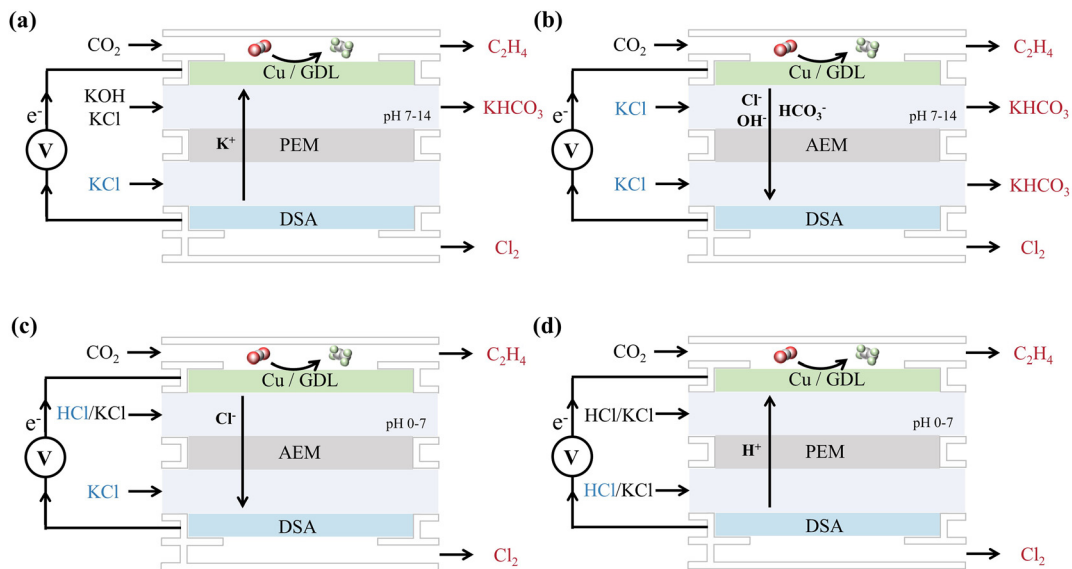 (a)
CO₂
C₂H₄
Cu / GDL
KOH
KCl
KHCO₃
pH 7-14
e⁻
V
K⁺
PEM
KCl
DSA
Cl₂
(b)
CO₂
C₂H₄
Cu / GDL
KCl
Cl⁻
OH⁻
HCO₃⁻
KHCO₃
pH 7-14
e⁻
V
AEM
KCl
KHCO₃
DSA
Cl₂
(c)
CO₂
C₂H₄
Cu / GDL
HCl/KCl
Cl⁻
pH 0-7
e⁻
V
AEM
KCl
DSA
Cl₂
(d)
CO₂
C₂H₄
Cu / GDL
HCl/KCl
pH 0-7
e⁻
V
H⁺
PEM
HCl/KCl
DSA
Cl₂